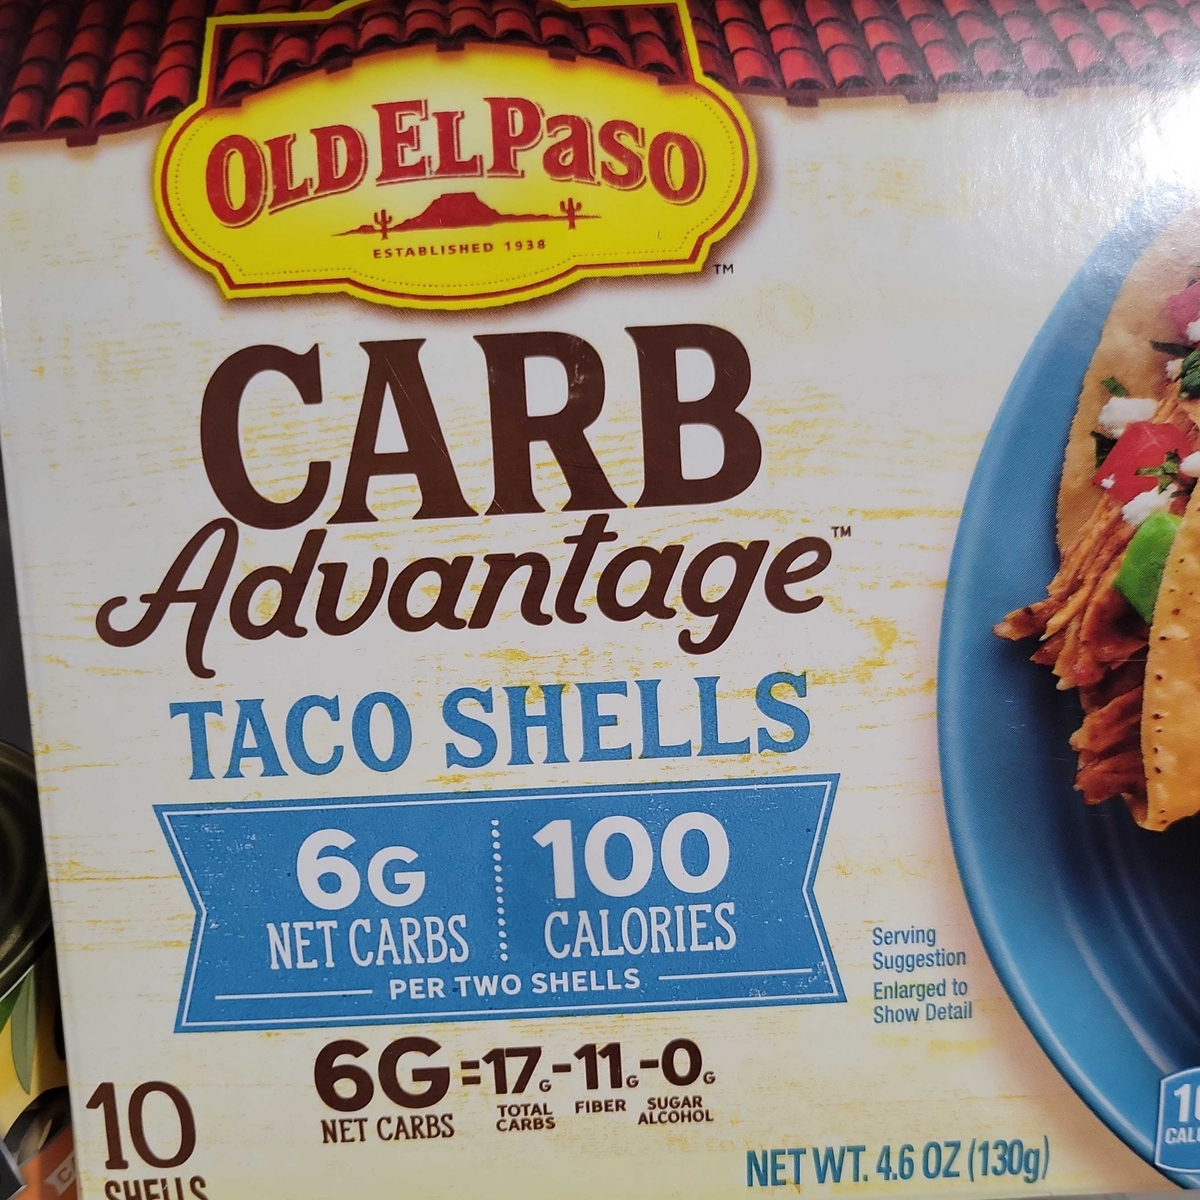 OLD EL PASO
ESTABLISHED 1938
TM
CARB
Advantage™
TACO SHELLS
6G
NET CARBS
100
CALORIES
PER TWO SHELLS
Serving
Suggestion
Enlarged to
Show Detail
6G = 17G - 11G - 0G
NET CARBS TOTAL CARBS FIBER SUGAR ALCOHOL
10
SHELLS
NET WT. 4.6 OZ (130g)